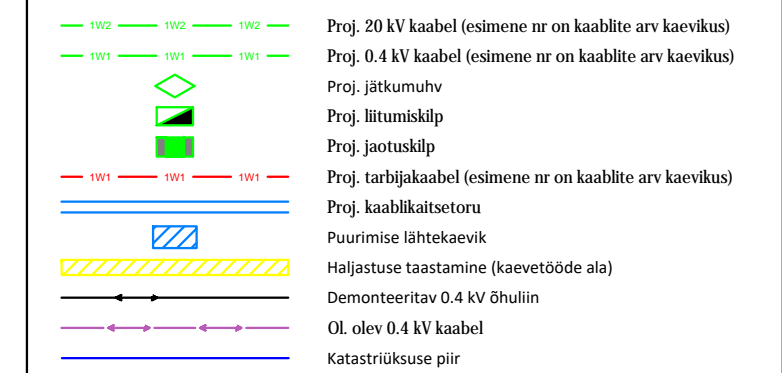 1W2 1W2 1W2 Proj. 20 kV kaabel (esimene nr on kaablite arv kaevikus)
1W1 1W1 1W1 Proj. 0.4 kV kaabel (esimene nr on kaablite arv kaevikus)
Proj. jätkumuhv
Proj. liitumiskilp
Proj. jaotuskilp
1W1 1W1 1W1 Proj. tarbijakaabel (esimene nr on kaablite arv kaevikus)
Proj. kaablikaitsetoru
Puurimise lähtekaevik
Haljastuse taastamine (kaevetööde ala)
Demonteeritav 0.4 kV õhuliin
Ol. olev 0.4 kV kaabel
Katastriüksuse piir